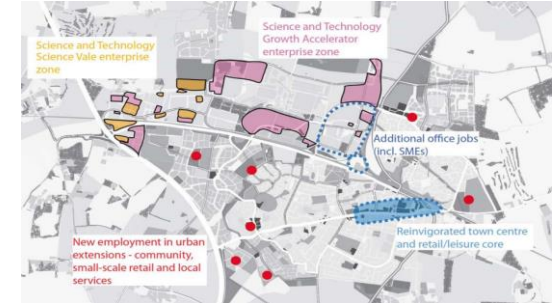 Science and Technology
Science Vale enterprise
zone
Science and Technology
Growth Accelerator
enterprise zone
Additional office jobs
(incl. SMEs)
Reinvigorated town centre
and retail/leisure core
New employment in urban
extensions - community,
small-scale retail and local
services